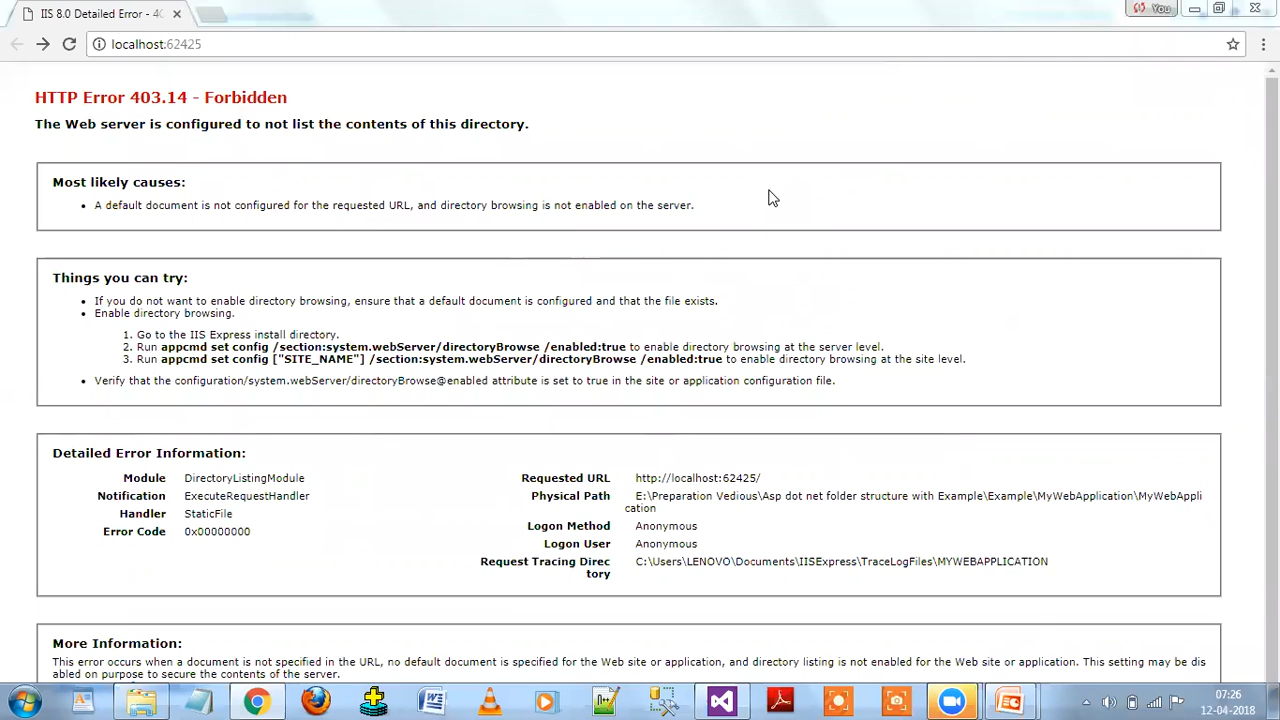 IIS 8.0 Detailed Error - 40
You
localhost:62425
HTTP Error 403.14 - Forbidden
The Web server is configured to not list the contents of this directory.
Most likely causes:
• A default document is not configured for the requested URL, and directory browsing is not enabled on the server.
Things you can try:
• If you do not want to enable directory browsing, ensure that a default document is configured and that the file exists.
• Enable directory browsing.
1. Go to the IIS Express install directory.
2. Run appcmd set config /section:system.webServer/directoryBrowse /enabled:true to enable directory browsing at the server level.
3. Run appcmd set config ["SITE_NAME"] /section:system.webServer/directoryBrowse /enabled:true to enable directory browsing at the site level.
• Verify that the configuration/system.webServer/directoryBrowse@enabled attribute is set to true in the site or application configuration file.
Detailed Error Information:
Module DirectoryListingModule
Notification ExecuteRequestHandler
Handler StaticFile
Error Code 0x00000000
Requested URL http://localhost:62425/
Physical Path E:\Preparation Vedious\Asp dot net folder structure with Example\Example\MyWebApplication\MyWebAppli
cation
Logon Method Anonymous
Logon User Anonymous
Request Tracing Direc C:\Users\LENOVO\Documents\IISExpress\TraceLogFiles\MYWEBAPPLICATION
tory
More Information:
This error occurs when a document is not specified in the URL, no default document is specified for the Web site or application, and directory listing is not enabled for the Web site or application. This setting may be dis
abled on purpose to secure the contents of the server.
07:26
12-04-2018